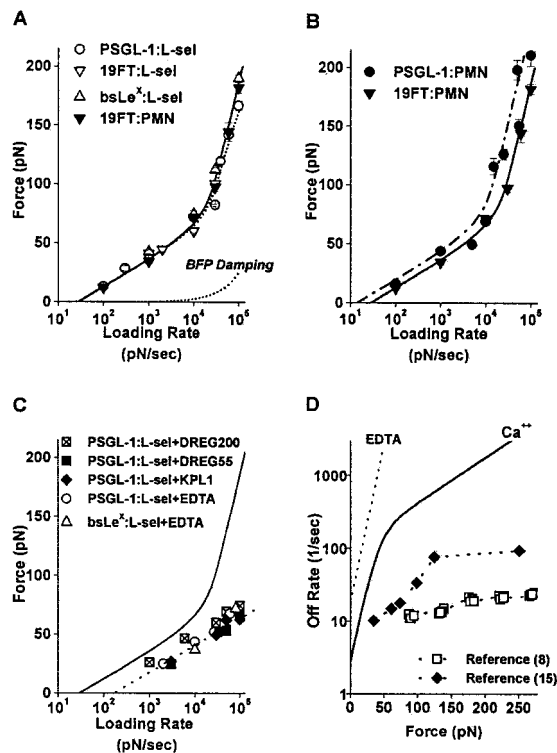 A
PSGL-1:L-sel
19FT:L-sel
bsLeˣ:L-sel
19FT:PMN
200
150
100
50
0
Force (pN)
BFP Damping
10¹ 10² 10³ 10⁴ 10⁵
Loading Rate
(pN/sec)
B
PSGL-1:PMN
19FT:PMN
200
150
100
50
0
Force (pN)
10¹ 10² 10³ 10⁴ 10⁵
Loading Rate
(pN/sec)
C
PSGL-1:L-sel+DREG200
PSGL-1:L-sel+DREG55
PSGL-1:L-sel+KPL1
PSGL-1:L-sel+EDTA
bsLeˣ:L-sel+EDTA
200
150
100
50
0
Force (pN)
10¹ 10² 10³ 10⁴ 10⁵
Loading Rate
(pN/sec)
D
EDTA
Ca⁺⁺
1000
100
10
1
Off Rate (1/sec)
Reference (8)
Reference (15)
0 50 100 150 200 250
Force (pN)